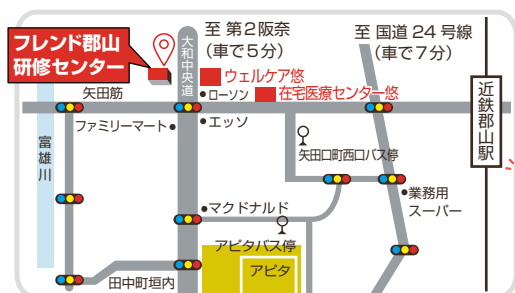 至 第2阪奈
(車で5分)
至 国道24号線
(車で7分)
フレンド郡山
研修センター
大和中央道
ウェルケア悠
ローソン
在宅医療センター悠
矢田筋
近鉄郡山駅
ファミリーマート
エッソ
富雄川
矢田口町西口バス停
業務用
スーパー
マクドナルド
アピタバス停
アピタ
田中町垣内